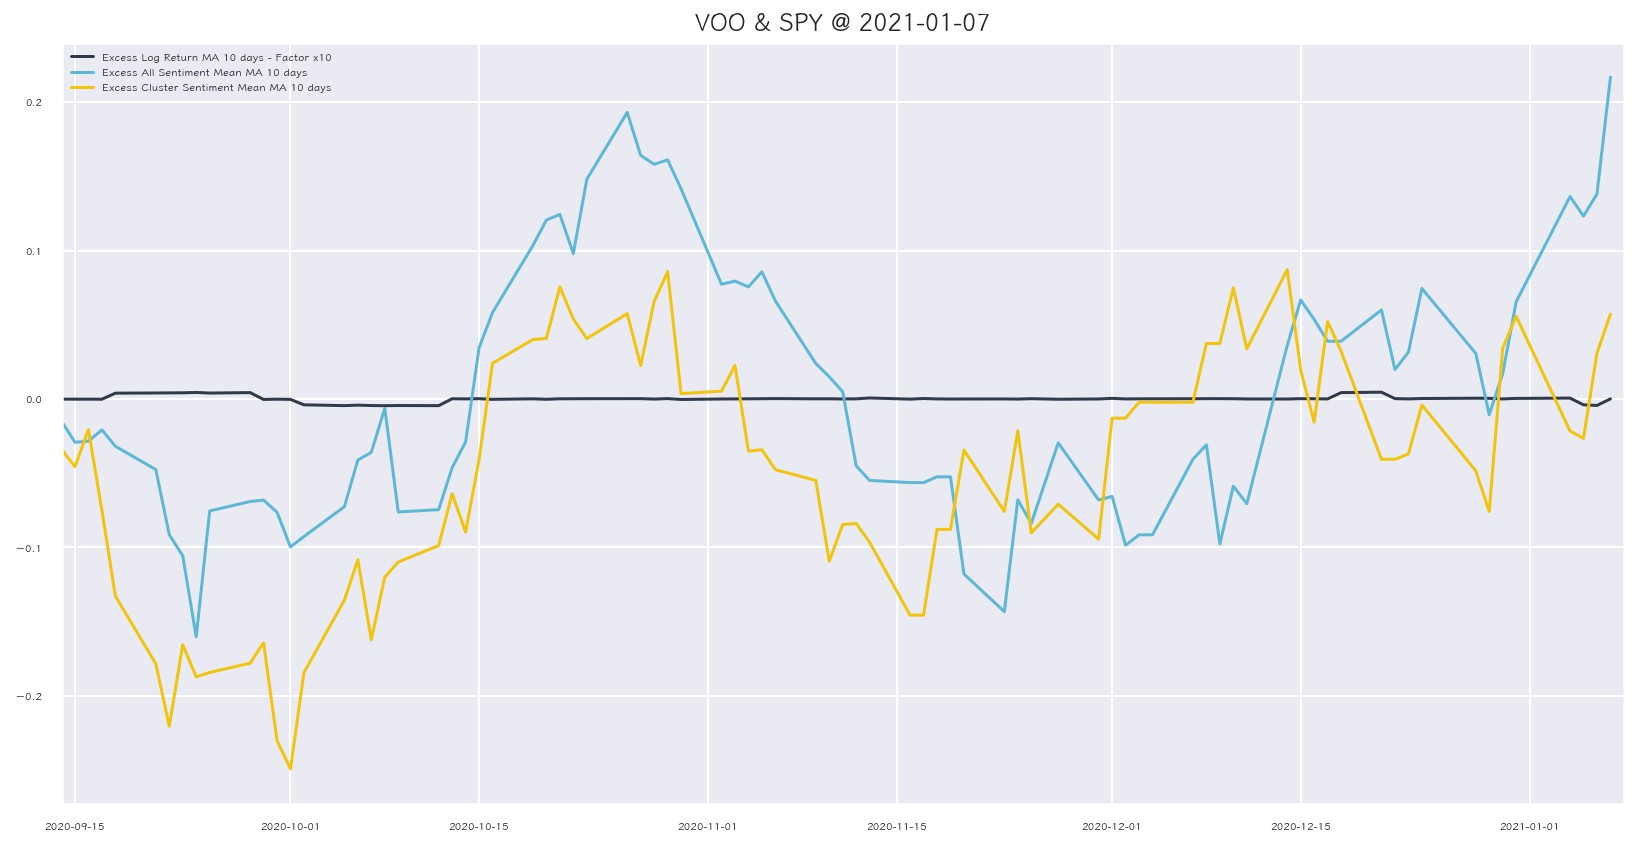 VOO & SPY @ 2021-01-07
Excess Log Return MA 10 days - Factor x10
Excess All Sentiment Mean MA 10 days
Excess Cluster Sentiment Mean MA 10 days
0.2
0.1
0.0
−0.1
−0.2
2020-09-15 2020-10-01 2020-10-15 2020-11-01 2020-11-15 2020-12-01 2020-12-15 2021-01-01